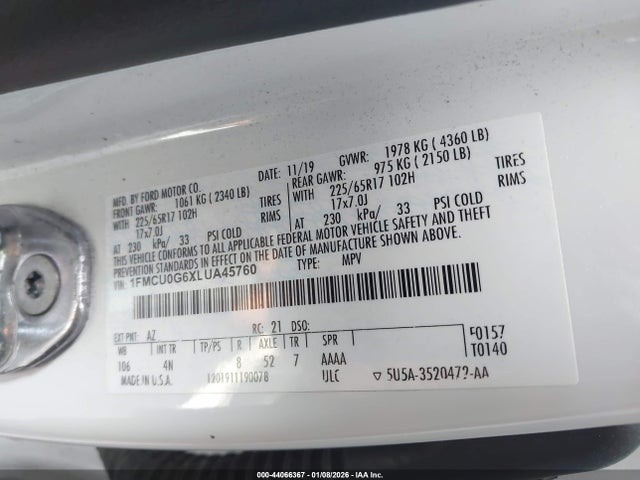 MFD. BY FORD MOTOR CO.
DATE: 11/19 GVWR: 1978 KG ( 4360 LB)
FRONT GAWR: 1061 KG ( 2340 LB) REAR GAWR: 975 KG ( 2150 LB)
WITH 225/65R17 102H TIRES WITH 225/65R17 102H TIRES
17x7.0J RIMS 17x7.0J RIMS
AT 230 kPa/ 33 PSI COLD AT 230 kPa/ 33 PSI COLD
THIS VEHICLE CONFORMS TO ALL APPLICABLE FEDERAL MOTOR VEHICLE SAFETY AND THEFT
PREVENTION STANDARDS IN EFFECT ON THE DATE OF MANUFACTURE SHOWN ABOVE.
VIN: 1FMCU0G6XLUA45760 TYPE: MPV
EXT PNT: AZ RC: 21 DSO: F0157
WB INT TR TP/PS R AXLE TR SPR T0140
106 4N 8 52 7 AAAA
MADE IN U.S.A. 1201911190078 ULC ▽ 5U5A-3520472-AA
000-44066367 - 01/08/2026 - IAA Inc.